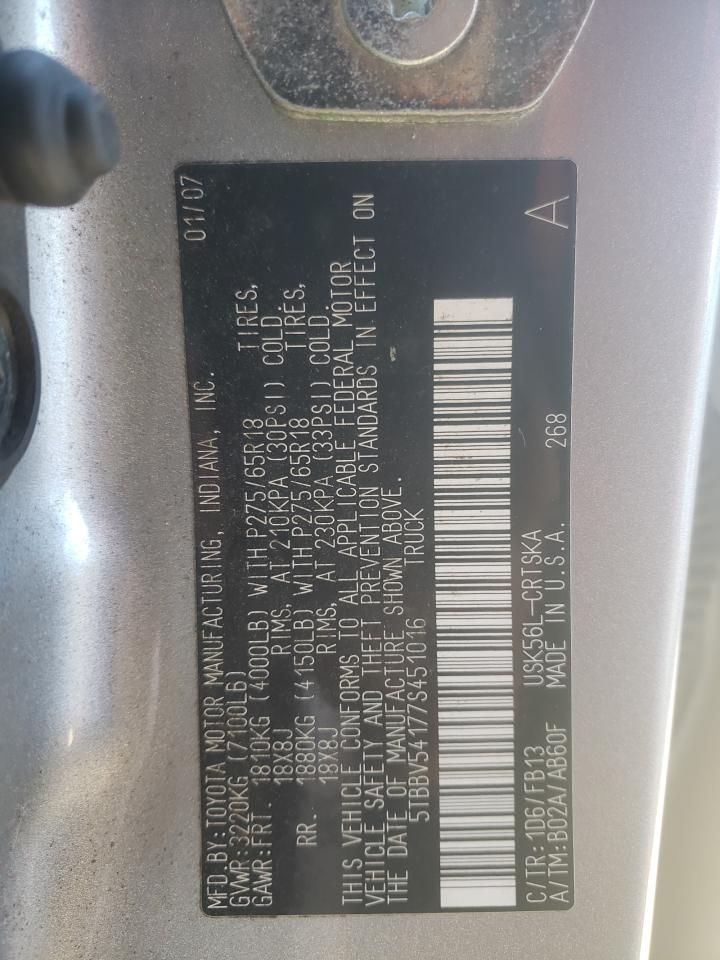 MFD.BY:TOYOTA MOTOR MANUFACTURING, INDIANA, INC. 01/07
GVWR:3220KG (7100LB)
GAWR:FRT. 1810KG (4000LB) WITH P275/65R18 TIRES,
18X8J RIMS, AT 210KPA (30PSI) COLD.
RR. 1880KG (4150LB) WITH P275/65R18 TIRES,
18X8J RIMS, AT 230KPA (33PSI) COLD.
THIS VEHICLE CONFORMS TO ALL APPLICABLE FEDERAL MOTOR
VEHICLE SAFETY AND THEFT PREVENTION STANDARDS IN EFFECT ON
THE DATE OF MANUFACTURE SHOWN ABOVE.
5TBBV54177S451016 TRUCK
C/TR:1D6/FB13 USK56L-CRTSKA 268 A
A/TM:B02A/AB60F MADE IN U.S.A.